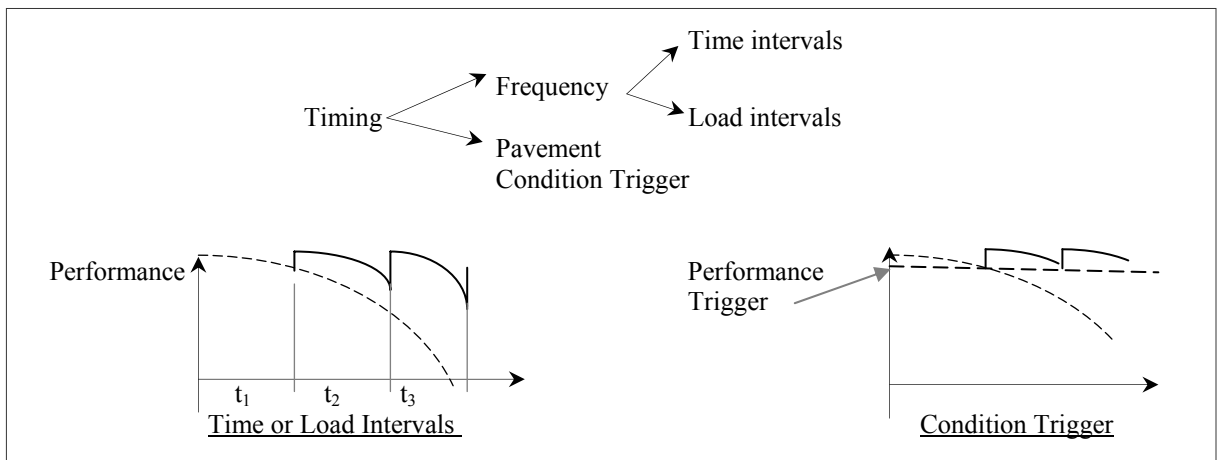 Time intervals
Frequency
Timing
Load intervals
Pavement
Condition Trigger
Performance
t1 t2 t3
Time or Load Intervals
Performance
Trigger
Condition Trigger